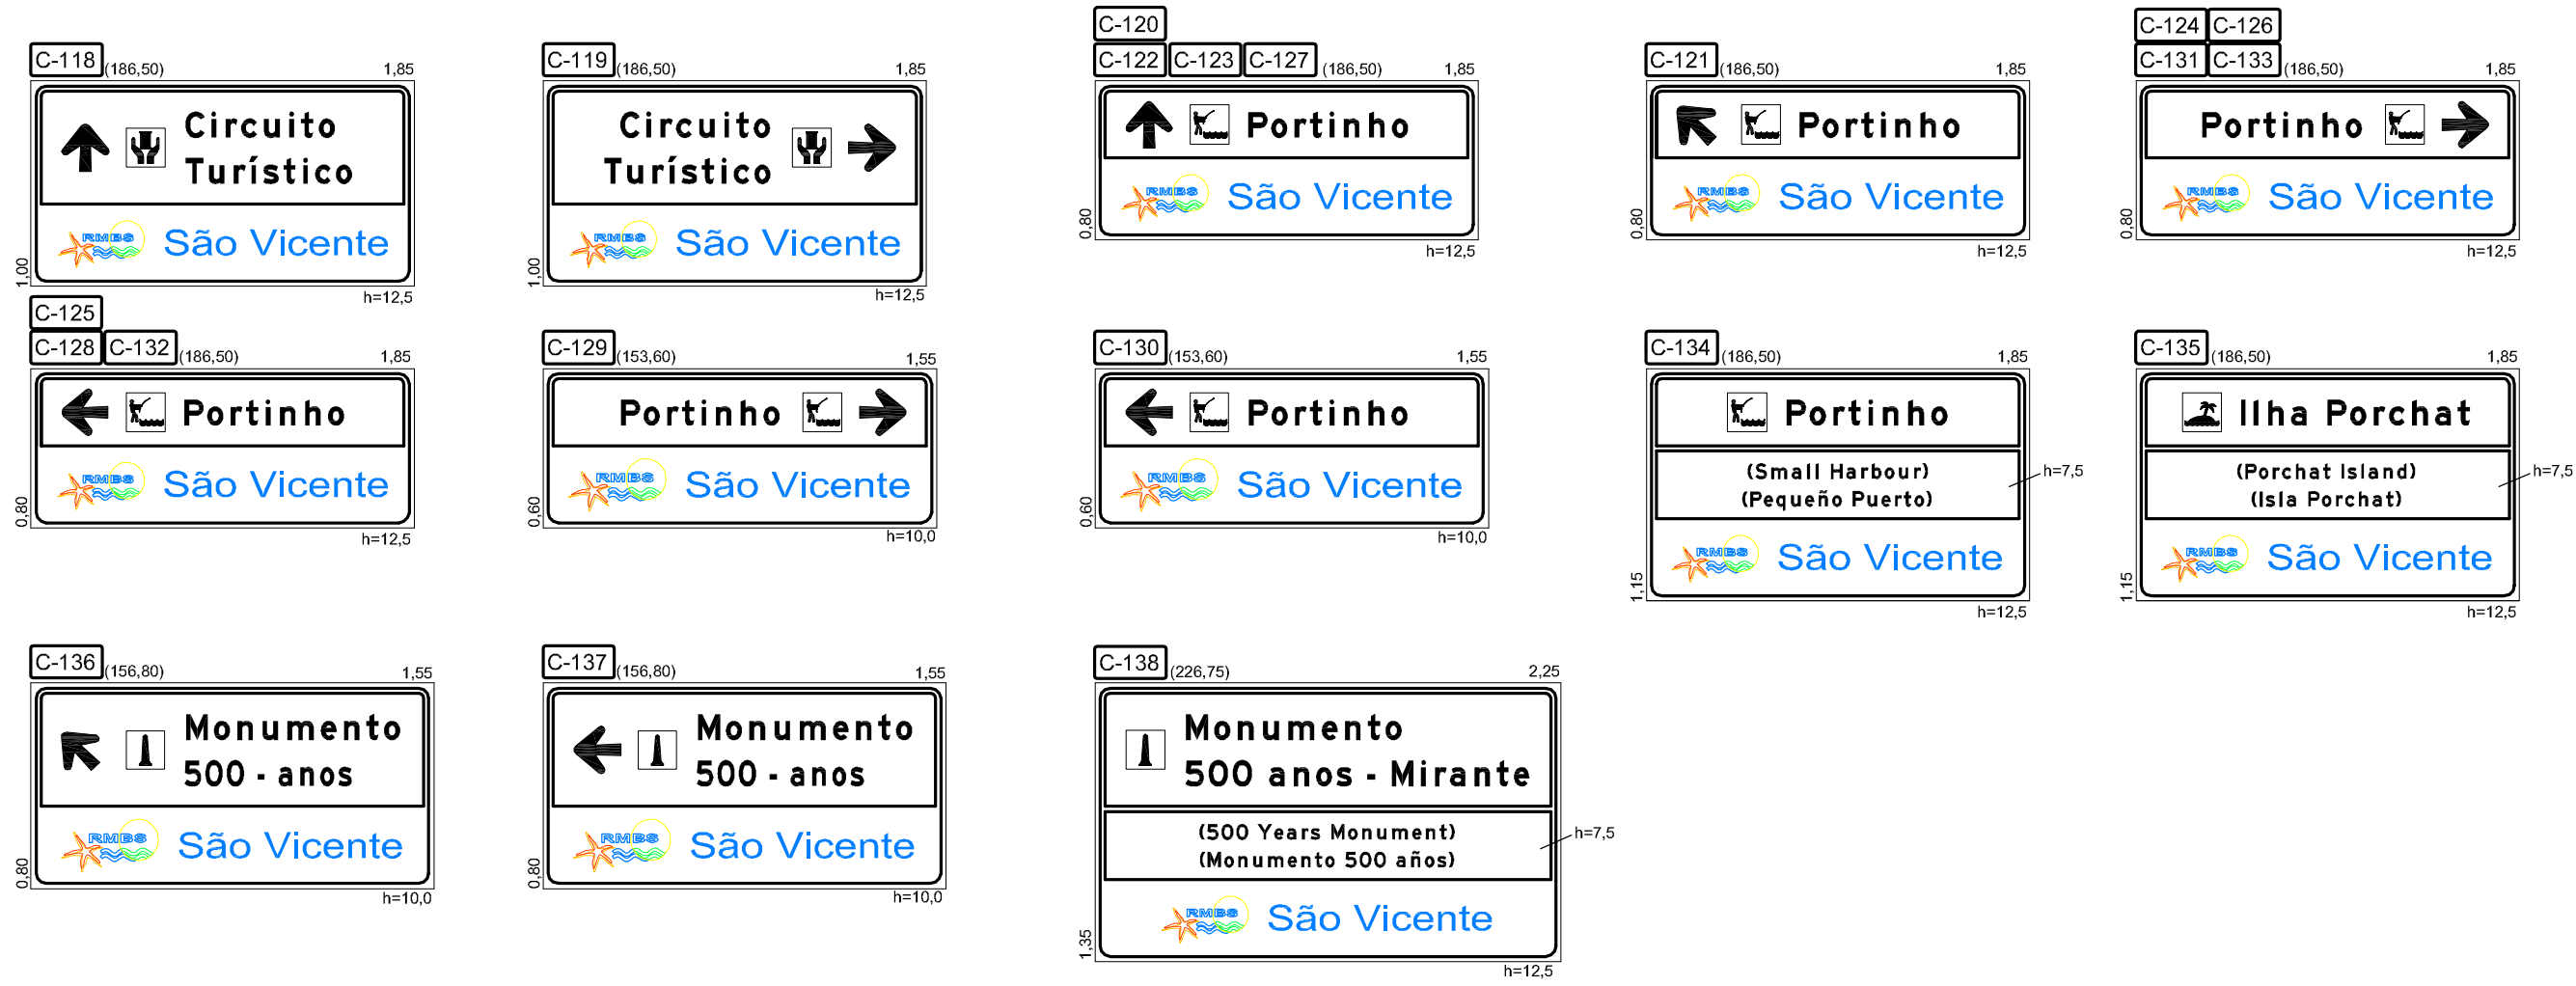 C-118 (186,50) 1,85
Circuito
Turístico
RMBS São Vicente
1,00
h=12,5
C-119 (186,50) 1,85
Circuito
Turístico
RMBS São Vicente
1,00
h=12,5
C-120
C-122 C-123 C-127 (186,50) 1,85
Portinho
RMBS São Vicente
0,80
h=12,5
C-121 (186,50) 1,85
Portinho
RMBS São Vicente
0,80
h=12,5
C-124 C-126
C-131 C-133 (186,50) 1,85
Portinho
RMBS São Vicente
0,80
h=12,5
C-125
C-128 C-132 (186,50) 1,85
Portinho
RMBS São Vicente
0,80
h=12,5
C-129 (153,60) 1,55
Portinho
RMBS São Vicente
0,60
h=10,0
C-130 (153,60) 1,55
Portinho
RMBS São Vicente
0,60
h=10,0
C-134 (186,50) 1,85
Portinho
(Small Harbour)
(Pequeño Puerto)
h=7,5
RMBS São Vicente
1,15
h=12,5
C-135 (186,50) 1,85
Ilha Porchat
(Porchat Island)
(Isla Porchat)
h=7,5
RMBS São Vicente
1,15
h=12,5
C-136 (156,80) 1,55
Monumento
500 - anos
RMBS São Vicente
0,80
h=10,0
C-137 (156,80) 1,55
Monumento
500 - anos
RMBS São Vicente
0,80
h=10,0
C-138 (226,75) 2,25
Monumento
500 anos - Mirante
(500 Years Monument)
(Monumento 500 años)
h=7,5
RMBS São Vicente
1,35
h=12,5